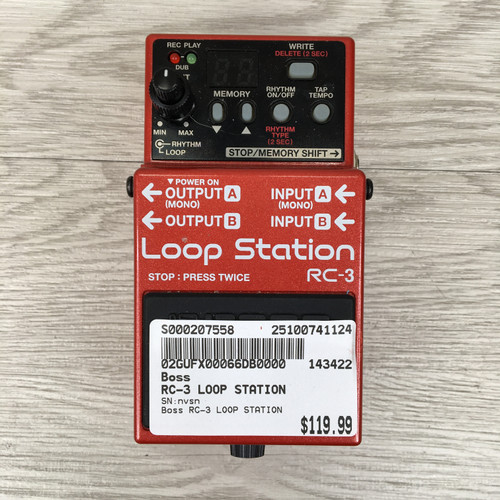 REC PLAY
DUB
WRITE
DELETE (2 SEC)
MEMORY
RHYTHM ON/OFF
TAP TEMPO
MIN MAX
RHYTHM
LOOP
RHYTHM TYPE (2 SEC)
STOP/MEMORY SHIFT→
▼ POWER ON
←OUTPUT A
(MONO)
INPUT A←
(MONO)
←OUTPUT B
INPUT B←
Loop Station
STOP : PRESS TWICE
RC-3
S000207558 25100741124
02GUFX00066DB0000 143422
Boss
RC-3 LOOP STATION
SN:nvsn
Boss RC-3 LOOP STATION
$119.99